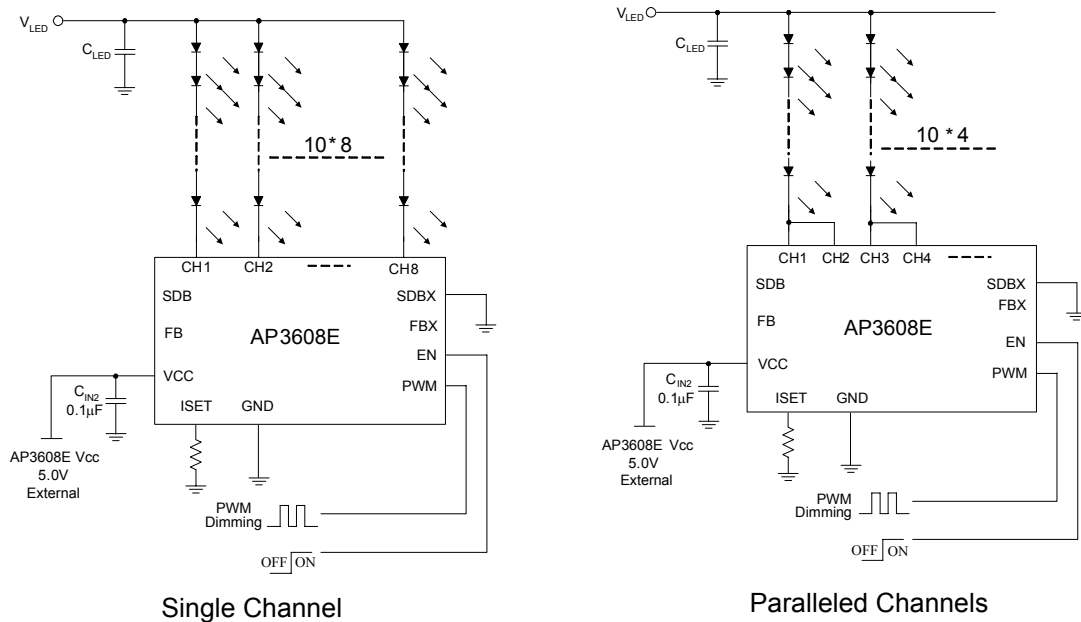 VLED
CLED
10*8
CH1 CH2 CH8
SDB SDBX
FB FBX
AP3608E
EN
VCC
PWM
CIN2
0.1µF
ISET GND
AP3608E Vcc
5.0V
External
PWM
Dimming
OFF ON
Single Channel
VLED
CLED
10*4
CH1 CH2 CH3 CH4
SDB SDBX
FBX
FB AP3608E
EN
VCC
PWM
CIN2
0.1µF
ISET GND
AP3608E Vcc
5.0V
External
PWM
Dimming
OFF ON
Paralleled Channels